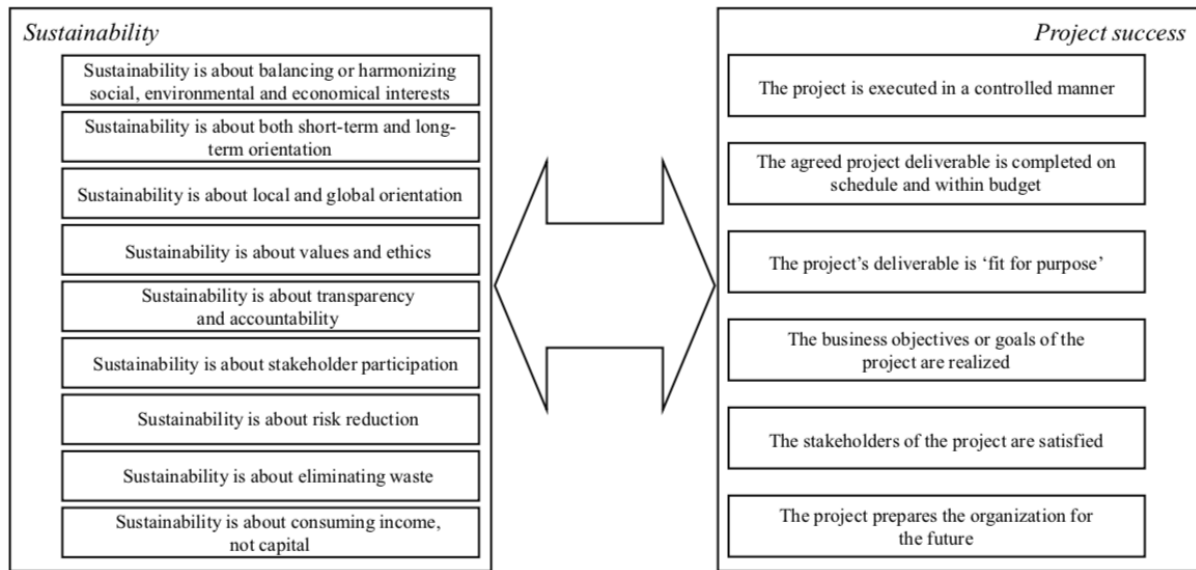 Sustainability
Sustainability is about balancing or harmonizing
social, environmental and economical interests
Sustainability is about both short-term and long-
term orientation
Sustainability is about local and global orientation
Sustainability is about values and ethics
Sustainability is about transparency
and accountability
Sustainability is about stakeholder participation
Sustainability is about risk reduction
Sustainability is about eliminating waste
Sustainability is about consuming income,
not capital
Project success
The project is executed in a controlled manner
The agreed project deliverable is completed on
schedule and within budget
The project’s deliverable is ‘fit for purpose’
The business objectives or goals of the
project are realized
The stakeholders of the project are satisfied
The project prepares the organization for
the future